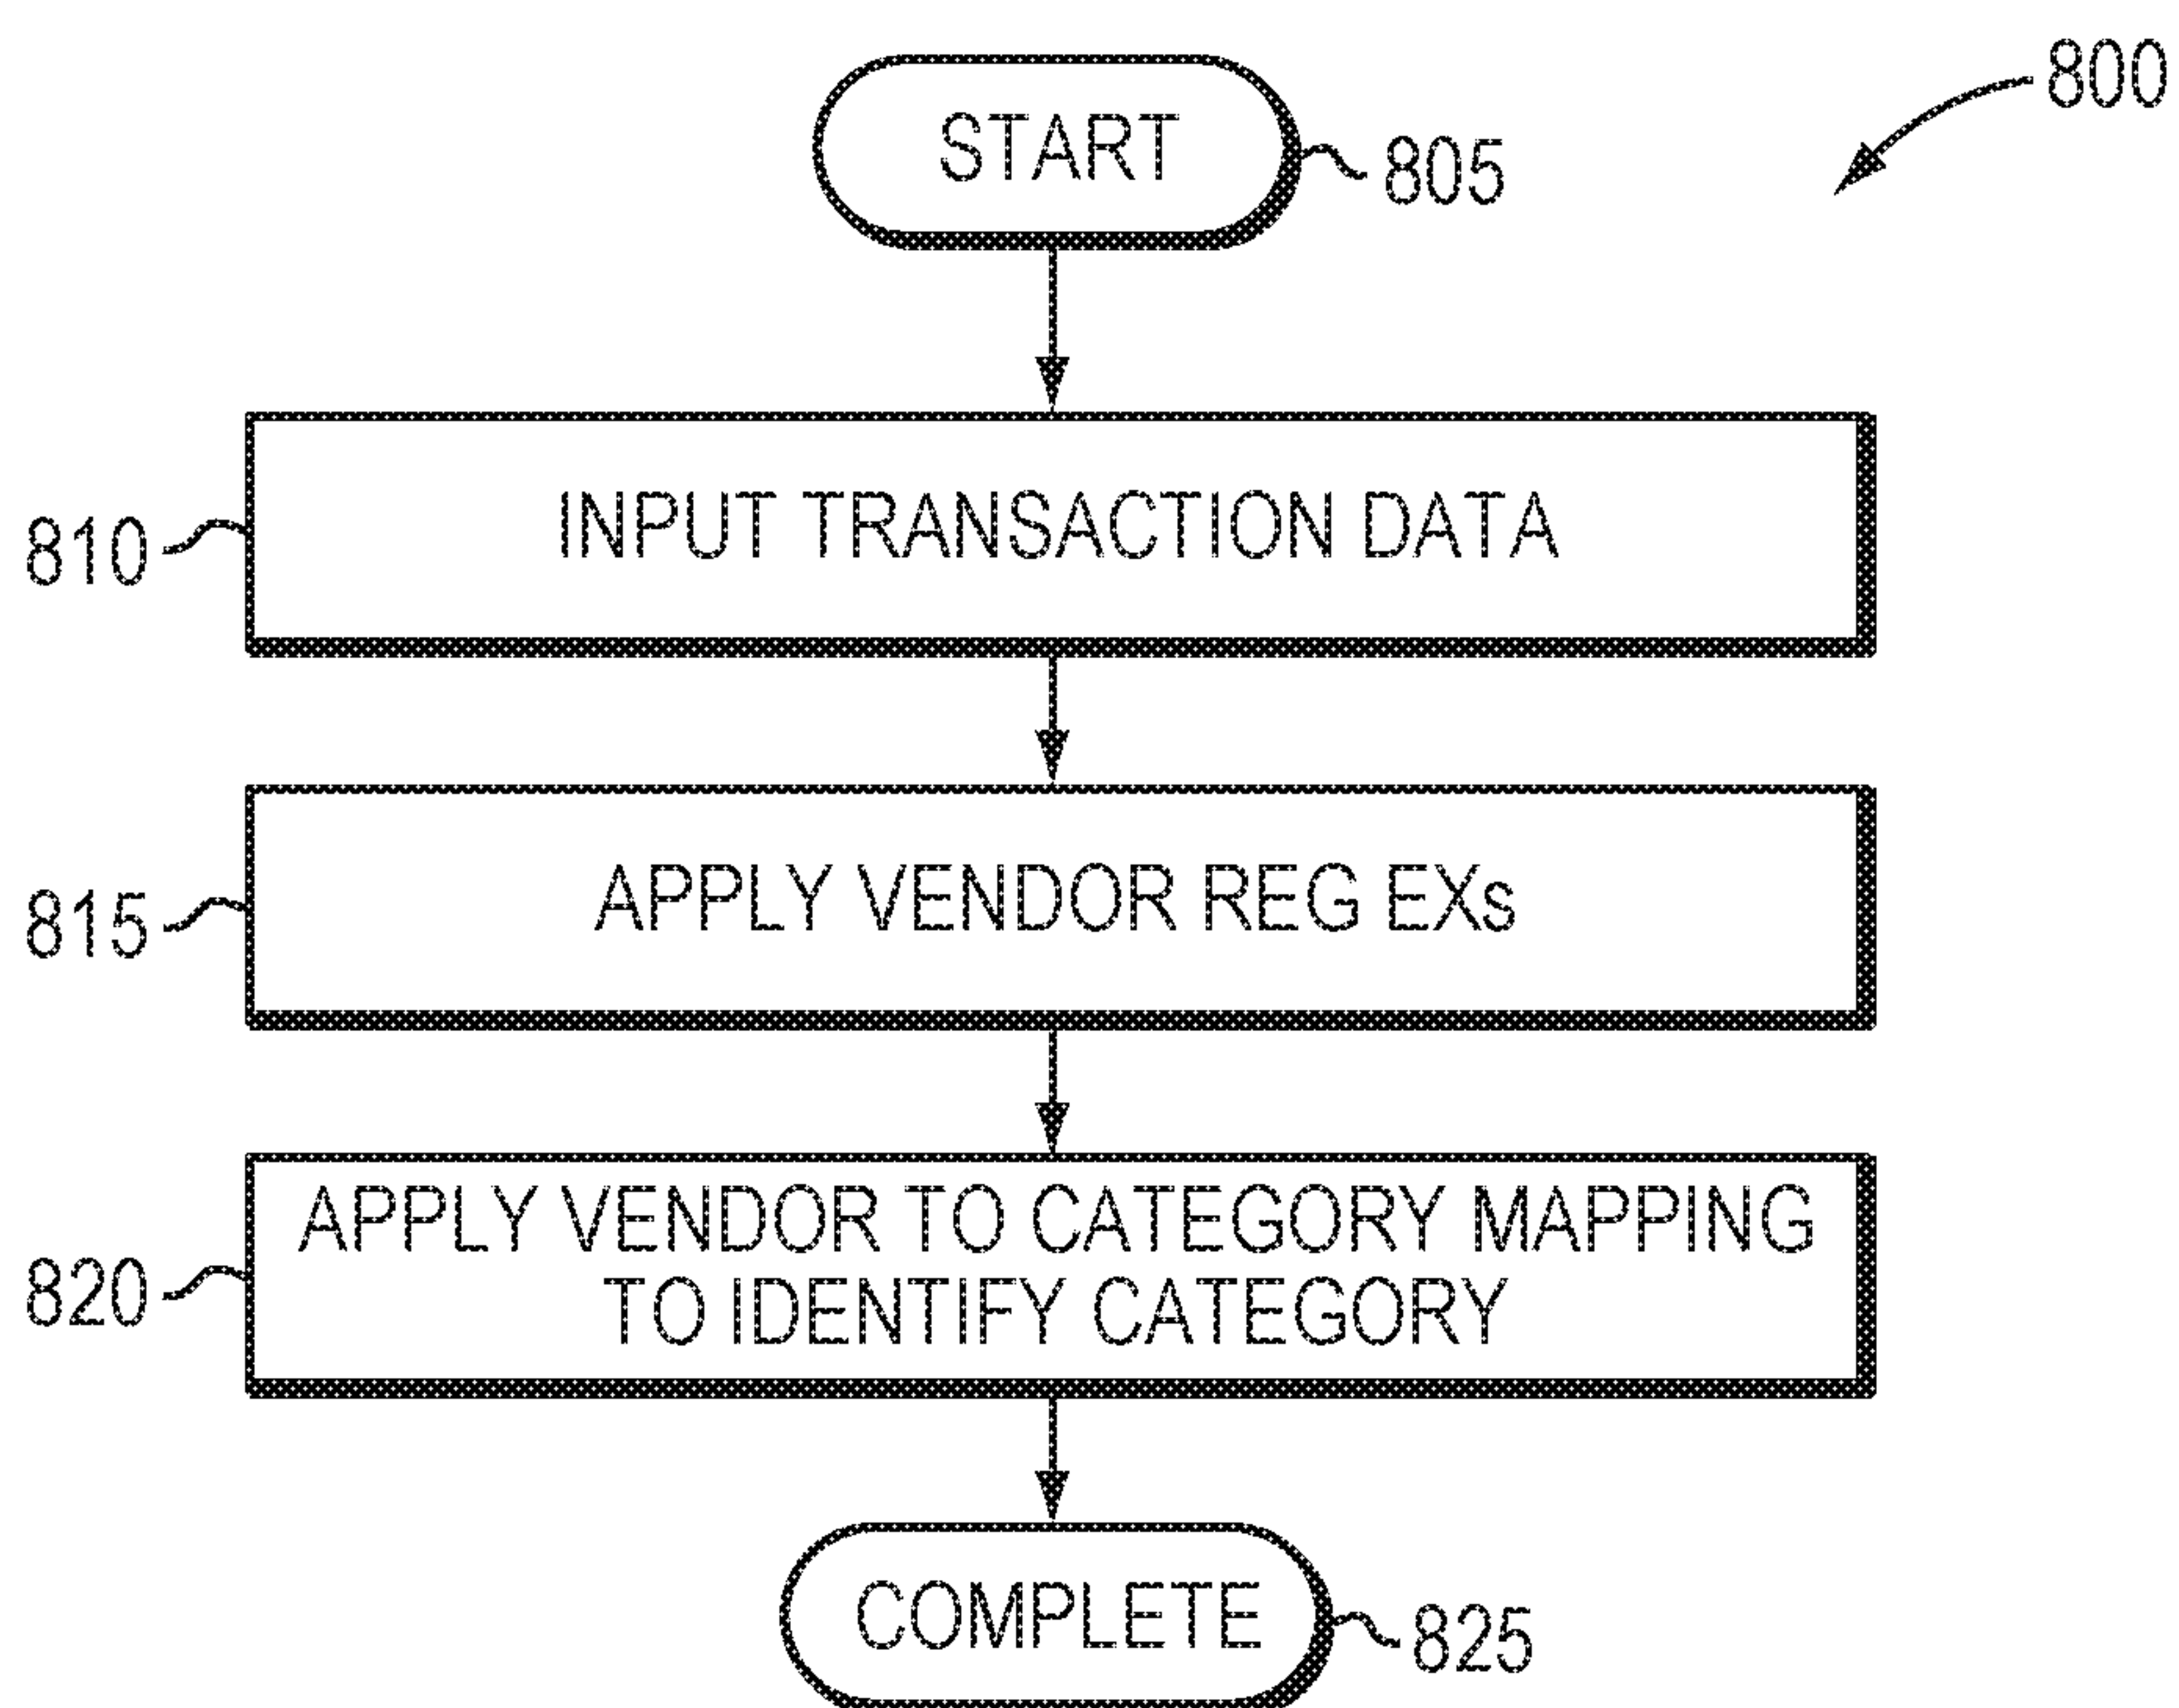 800
START
805
INPUT TRANSACTION DATA
810
APPLY VENDOR REG EXs
815
APPLY VENDOR TO CATEGORY MAPPING
TO IDENTIFY CATEGORY
820
COMPLETE
825